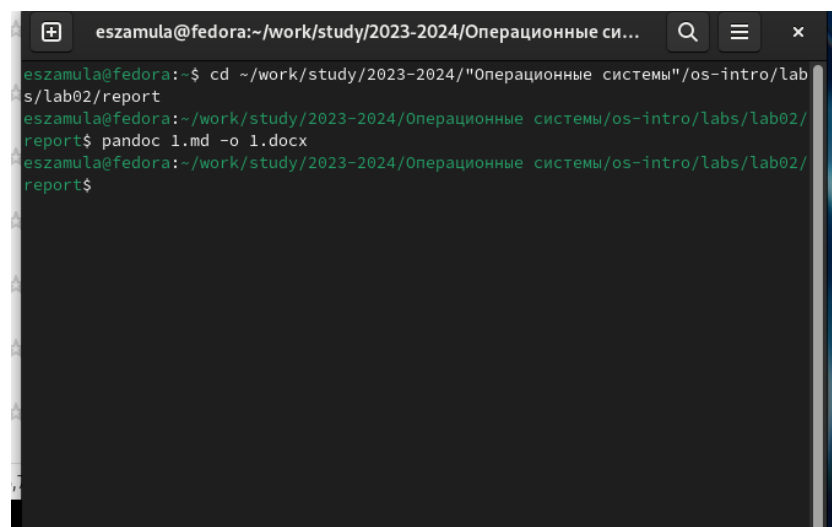 eszamula@fedora:~/work/study/2023-2024/Операционные си...
eszamula@fedora:~$ cd ~/work/study/2023-2024/"Операционные системы"/os-intro/lab
s/lab02/report
eszamula@fedora:~/work/study/2023-2024/Операционные системы/os-intro/labs/lab02/
report$ pandoc 1.md -o 1.docx
eszamula@fedora:~/work/study/2023-2024/Операционные системы/os-intro/labs/lab02/
report$